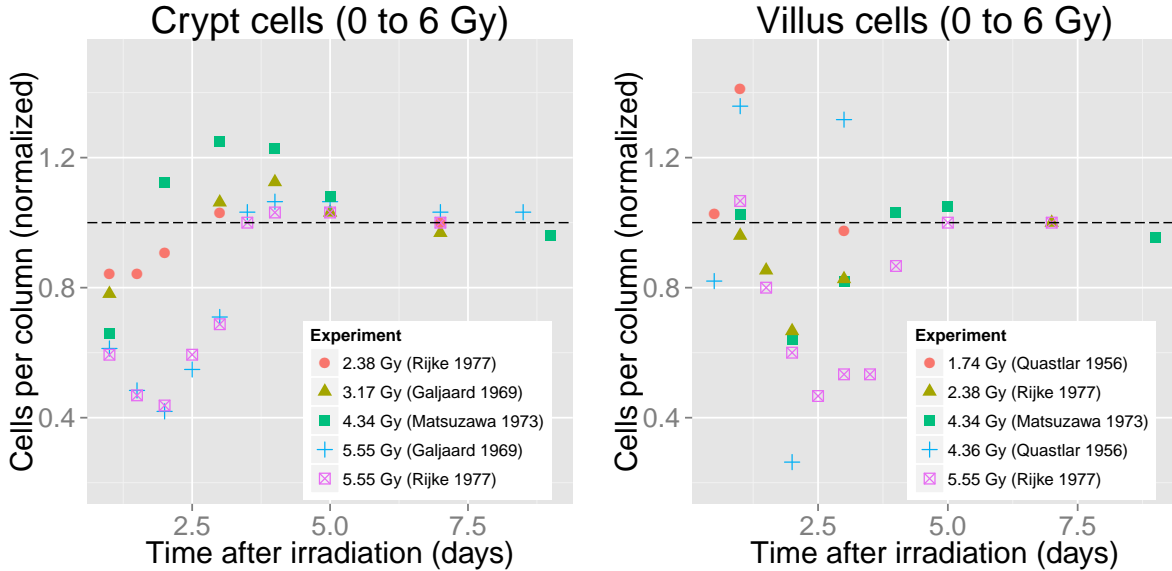 Crypt cells (0 to 6 Gy)
Cells per column (normalized)
1.2
0.8
0.4
2.5
5.0
7.5
Time after irradiation (days)
Experiment
2.38 Gy (Rijke 1977)
3.17 Gy (Galjaard 1969)
4.34 Gy (Matsuzawa 1973)
5.55 Gy (Galjaard 1969)
5.55 Gy (Rijke 1977)
Villus cells (0 to 6 Gy)
Cells per column (normalized)
1.2
0.8
0.4
2.5
5.0
7.5
Time after irradiation (days)
Experiment
1.74 Gy (Quastlar 1956)
2.38 Gy (Rijke 1977)
4.34 Gy (Matsuzawa 1973)
4.36 Gy (Quastlar 1956)
5.55 Gy (Rijke 1977)